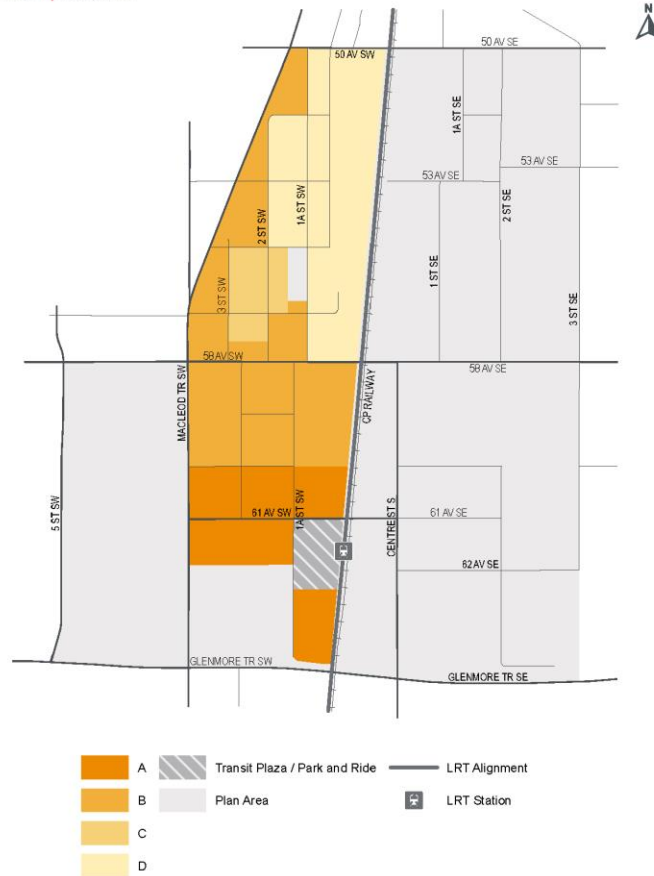 N
50 AV SE
50 AV SW
1A ST SE
53 AV SE
53 AV SE
2 ST SE
1A ST SW
2 ST SW
1 ST SE
3 ST SW
3 ST SE
58 AV SW
58 AV SE
MACLEOD TR SW
CP RAILWAY
5 ST SW
1A ST SW
61 AV SW
CENTRE ST S
61 AV SE
62 AV SE
GLENMORE TR SW
GLENMORE TR SE
A Transit Plaza / Park and Ride LRT Alignment
B Plan Area LRT Station
C
D